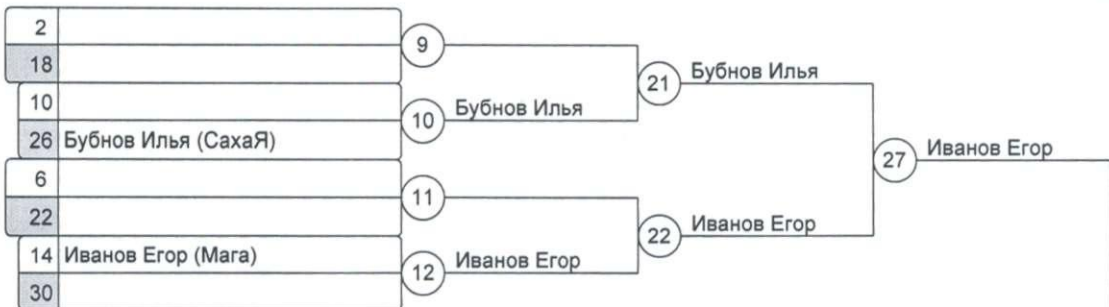 2
18
9
10
26 Бубнов Илья (СахаЯ)
10 Бубнов Илья
21 Бубнов Илья
6
22
11
14 Иванов Егор (Мага)
30
12 Иванов Егор
22 Иванов Егор
27 Иванов Егор